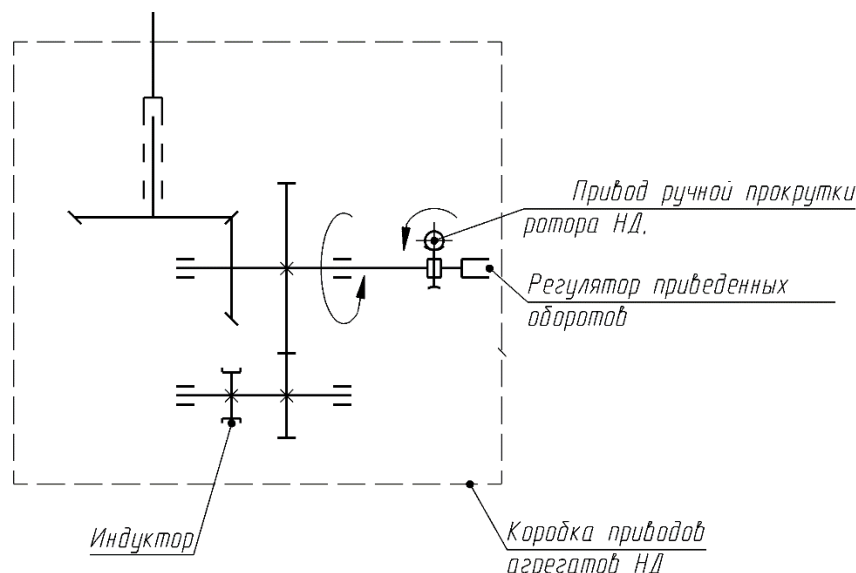 Привод ручной прокрутки
ротора НД.
Регулятор приведенных
оборотов
Индуктор
Коробка приводов
агрегатов НД